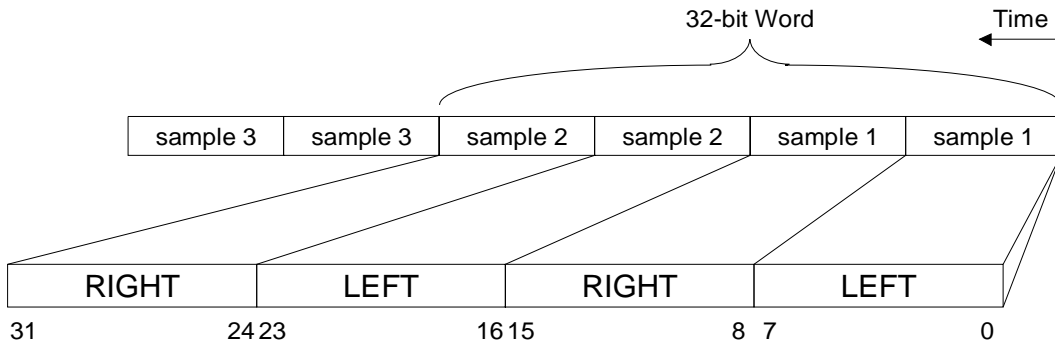 32-bit Word Time
sample 3 sample 3 sample 2 sample 2 sample 1 sample 1
RIGHT LEFT RIGHT LEFT
31 24 23 16 15 8 7 0